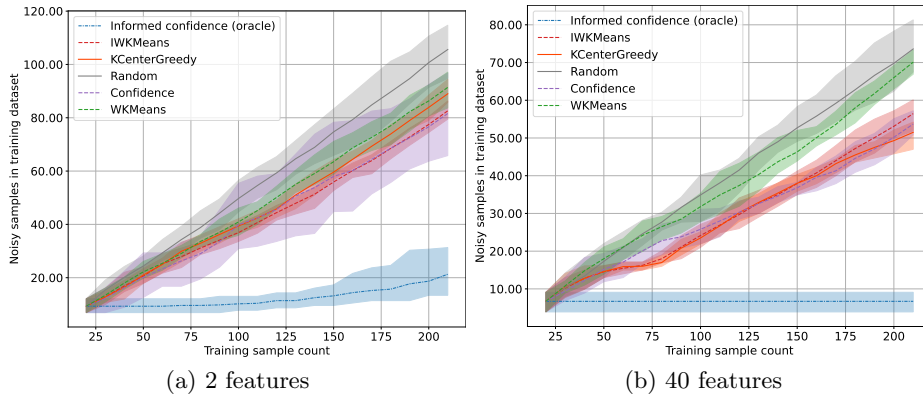 120.00
100.00
80.00
60.00
40.00
20.00
Noisy samples in training dataset
Informed confidence (oracle)
IWKMeans
KCenterGreedy
Random
Confidence
WKMeans
25 50 75 100 125 150 175 200
Training sample count
(a) 2 features
80.00
70.00
60.00
50.00
40.00
30.00
20.00
10.00
Noisy samples in training dataset
Informed confidence (oracle)
IWKMeans
KCenterGreedy
Random
Confidence
WKMeans
25 50 75 100 125 150 175 200
Training sample count
(b) 40 features